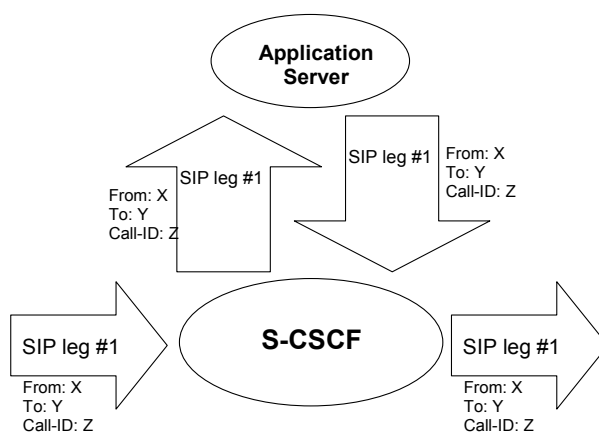 Application
Server
SIP leg #1
From: X
To: Y
Call-ID: Z
SIP leg #1
From: X
To: Y
Call-ID: Z
S-CSCF
SIP leg #1
From: X
To: Y
Call-ID: Z
SIP leg #1
From: X
To: Y
Call-ID: Z